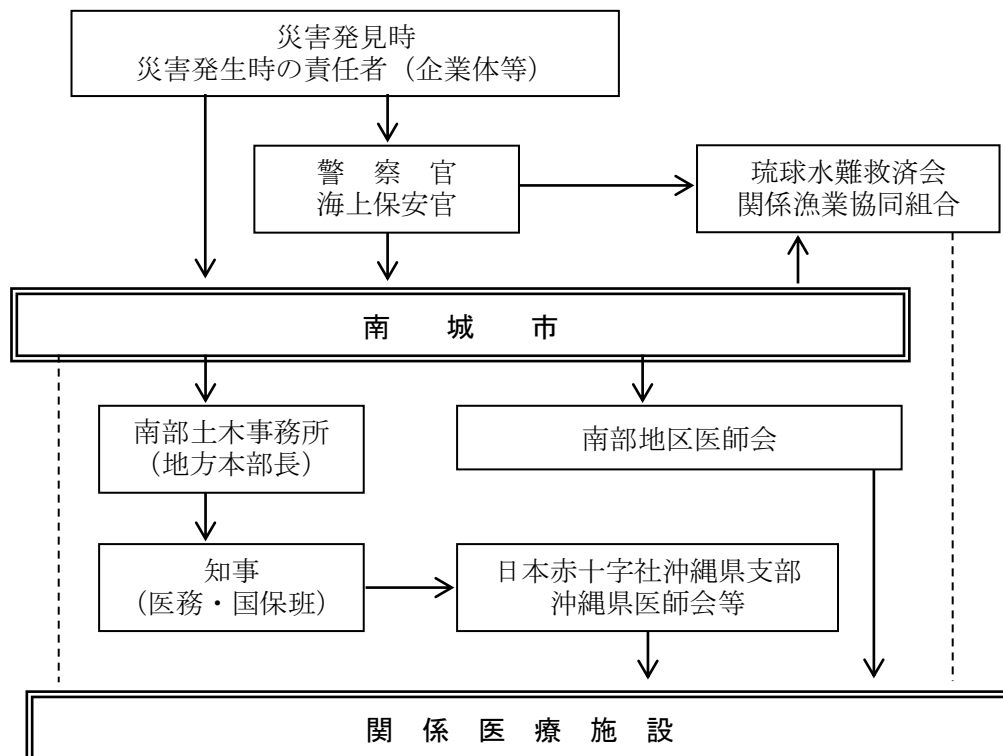 災害発見時
災害発生時の責任者（企業体等）
警　察　官
海上保安官
琉球水難救済会
関係漁業協同組合
南　城　市
南部土木事務所
（地方本部長）
南部地区医師会
知事
（医務・国保班）
日本赤十字社沖縄県支部
沖縄県医師会等
関　係　医　療　施　設